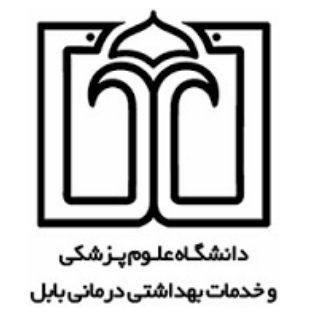 دانشگاه علوم پزشکی
و خدمات بهداشتی درمانی بابل